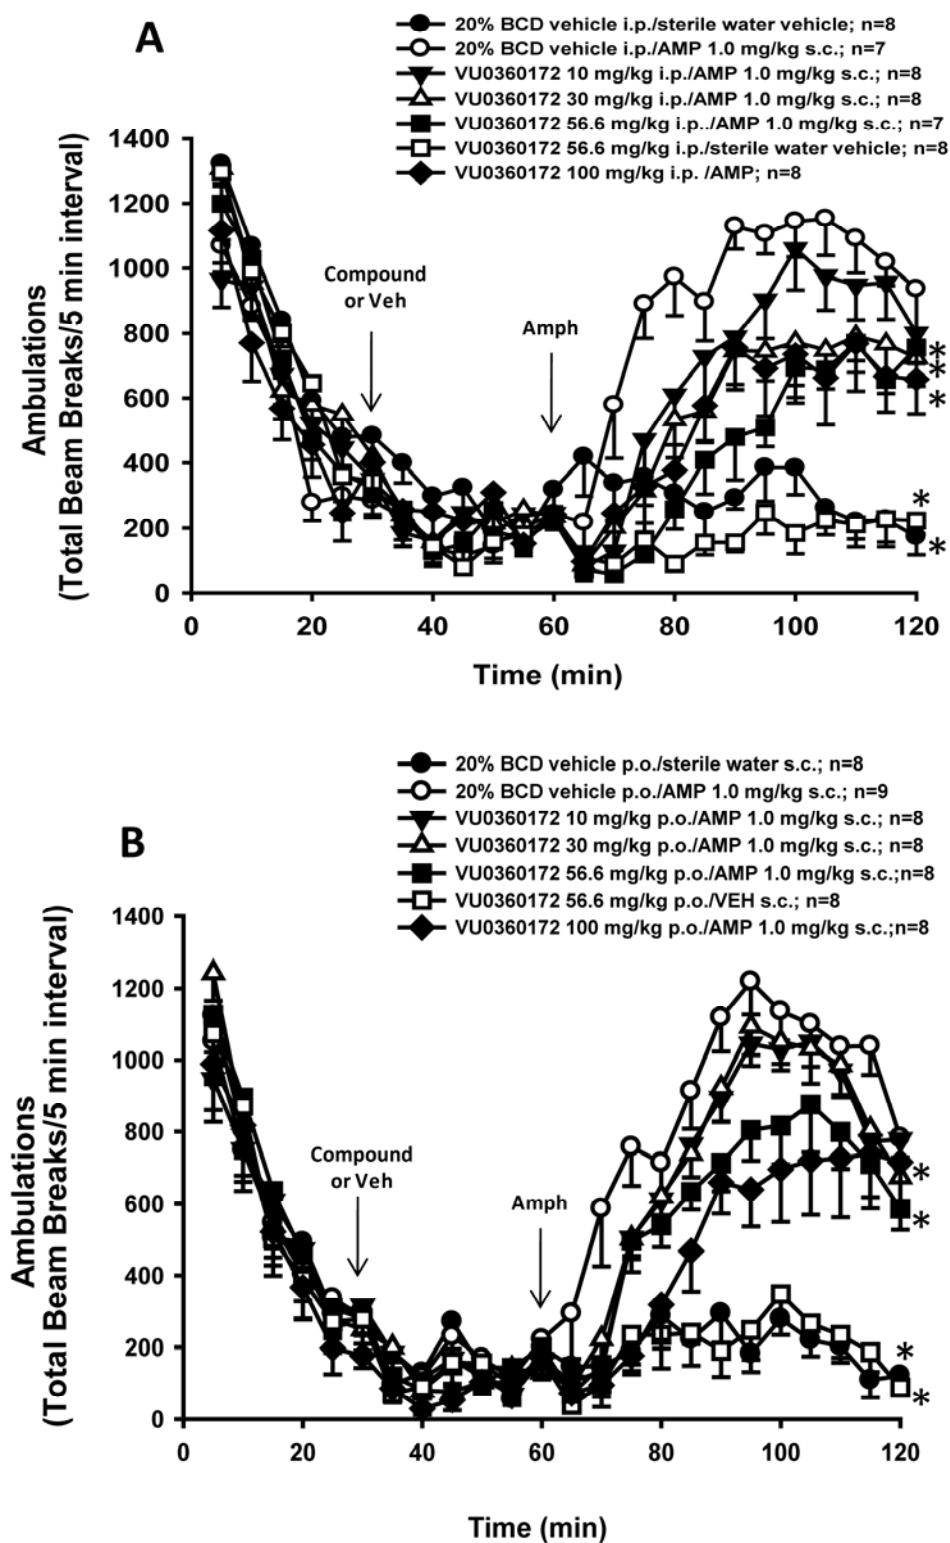 A
20% BCD vehicle i.p./sterile water vehicle; n=8
20% BCD vehicle i.p./AMP 1.0 mg/kg s.c.; n=7
VU0360172 10 mg/kg i.p./AMP 1.0 mg/kg s.c.; n=8
VU0360172 30 mg/kg i.p./AMP 1.0 mg/kg s.c.; n=8
VU0360172 56.6 mg/kg i.p../AMP 1.0 mg/kg s.c.; n=7
VU0360172 56.6 mg/kg i.p./sterile water vehicle; n=8
VU0360172 100 mg/kg i.p. /AMP; n=8
Ambulations
(Total Beam Breaks/5 min interval)
1400
1200
1000
800
600
400
200
0
Compound
or Veh
Amph
*
*
*
*
*
0 20 40 60 80 100 120
Time (min)
B
20% BCD vehicle p.o./sterile water s.c.; n=8
20% BCD vehicle p.o./AMP 1.0 mg/kg s.c.; n=9
VU0360172 10 mg/kg p.o./AMP 1.0 mg/kg s.c.; n=8
VU0360172 30 mg/kg p.o./AMP 1.0 mg/kg s.c.; n=8
VU0360172 56.6 mg/kg p.o./AMP 1.0 mg/kg s.c.;n=8
VU0360172 56.6 mg/kg p.o./VEH s.c.; n=8
VU0360172 100 mg/kg p.o./AMP 1.0 mg/kg s.c.;n=8
Ambulations
(Total Beam Breaks/5 min interval)
1400
1200
1000
800
600
400
200
0
Compound
or Veh
Amph
*
*
*
*
0 20 40 60 80 100 120
Time (min)